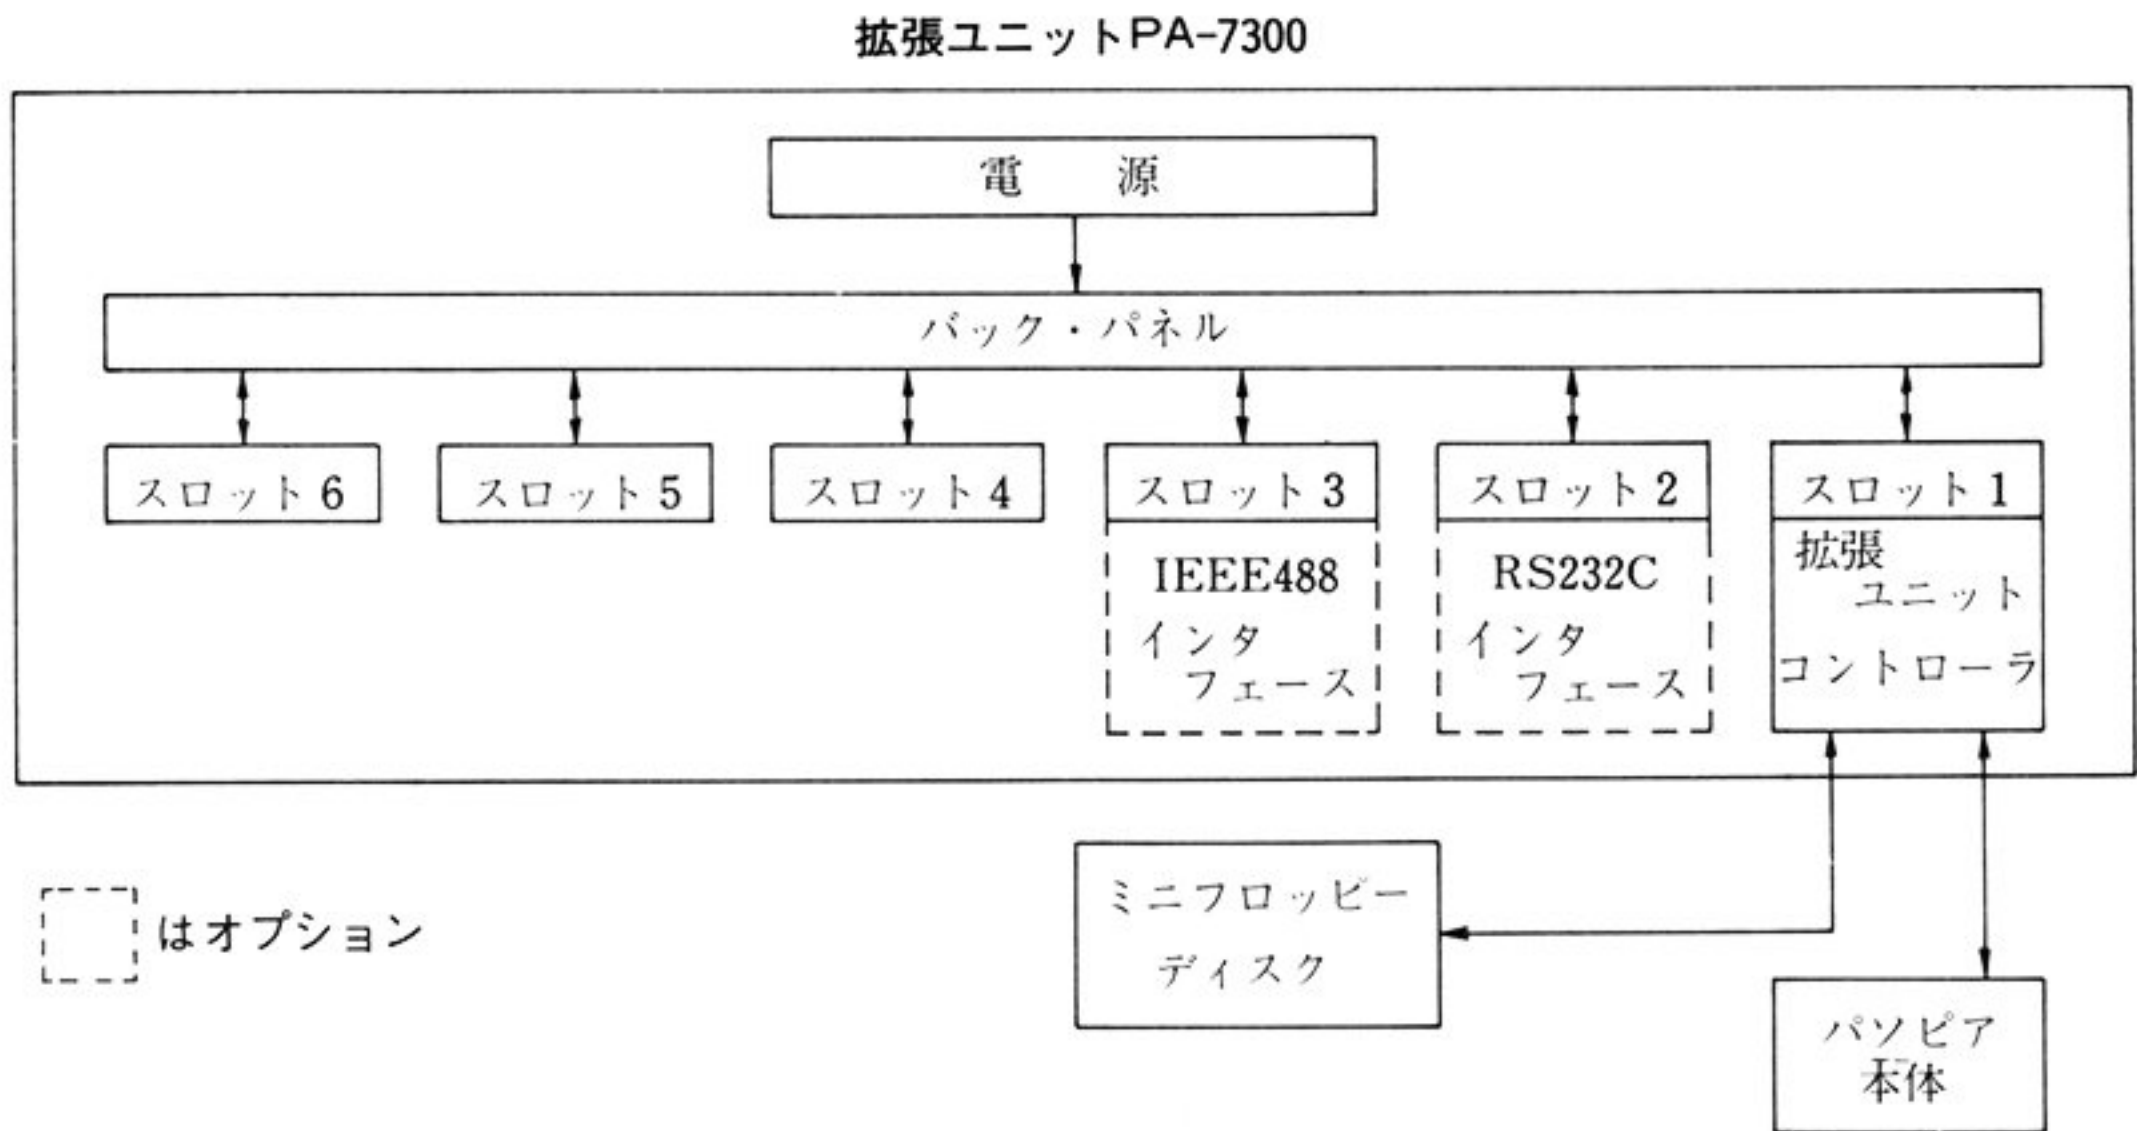 拡張ユニットPA-7300
電 源
バック・パネル
スロット6
スロット5
スロット4
スロット3
IEEE488
インタ
フェース
スロット2
RS232C
インタ
フェース
スロット1
拡張
ユニット
コントローラ
ミニフロッピー
ディスク
パソピア
本体
はオプション